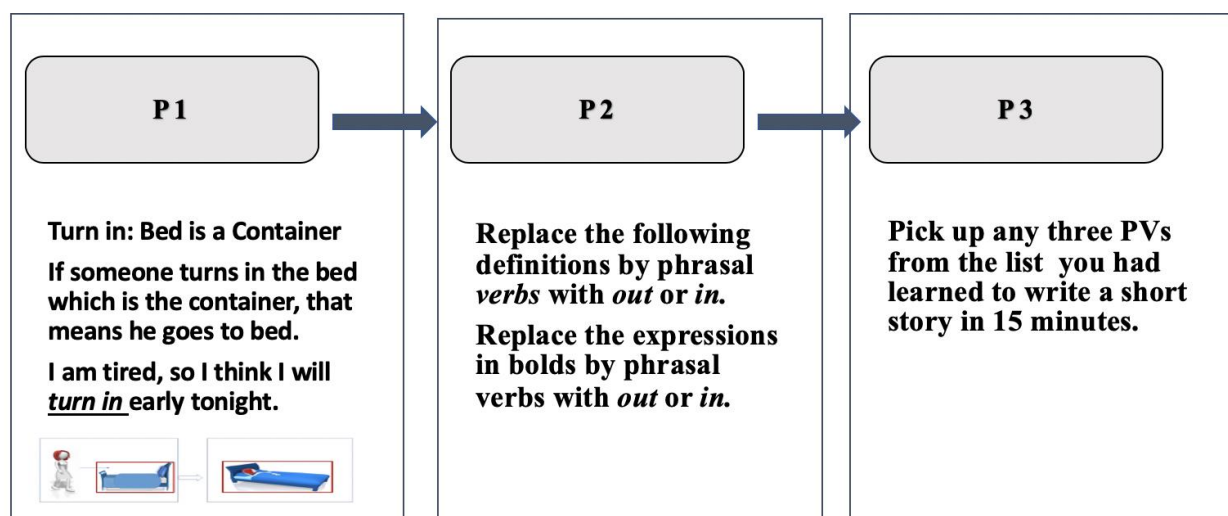 P1
Turn in: Bed is a Container
If someone turns in the bed
which is the container, that
means he goes to bed.
I am tired, so I think I will
turn in early tonight.
P2
Replace the following
definitions by phrasal
verbs with out or in.
Replace the expressions
in bolds by phrasal
verbs with out or in.
P3
Pick up any three PVs
from the list you had
learned to write a short
story in 15 minutes.